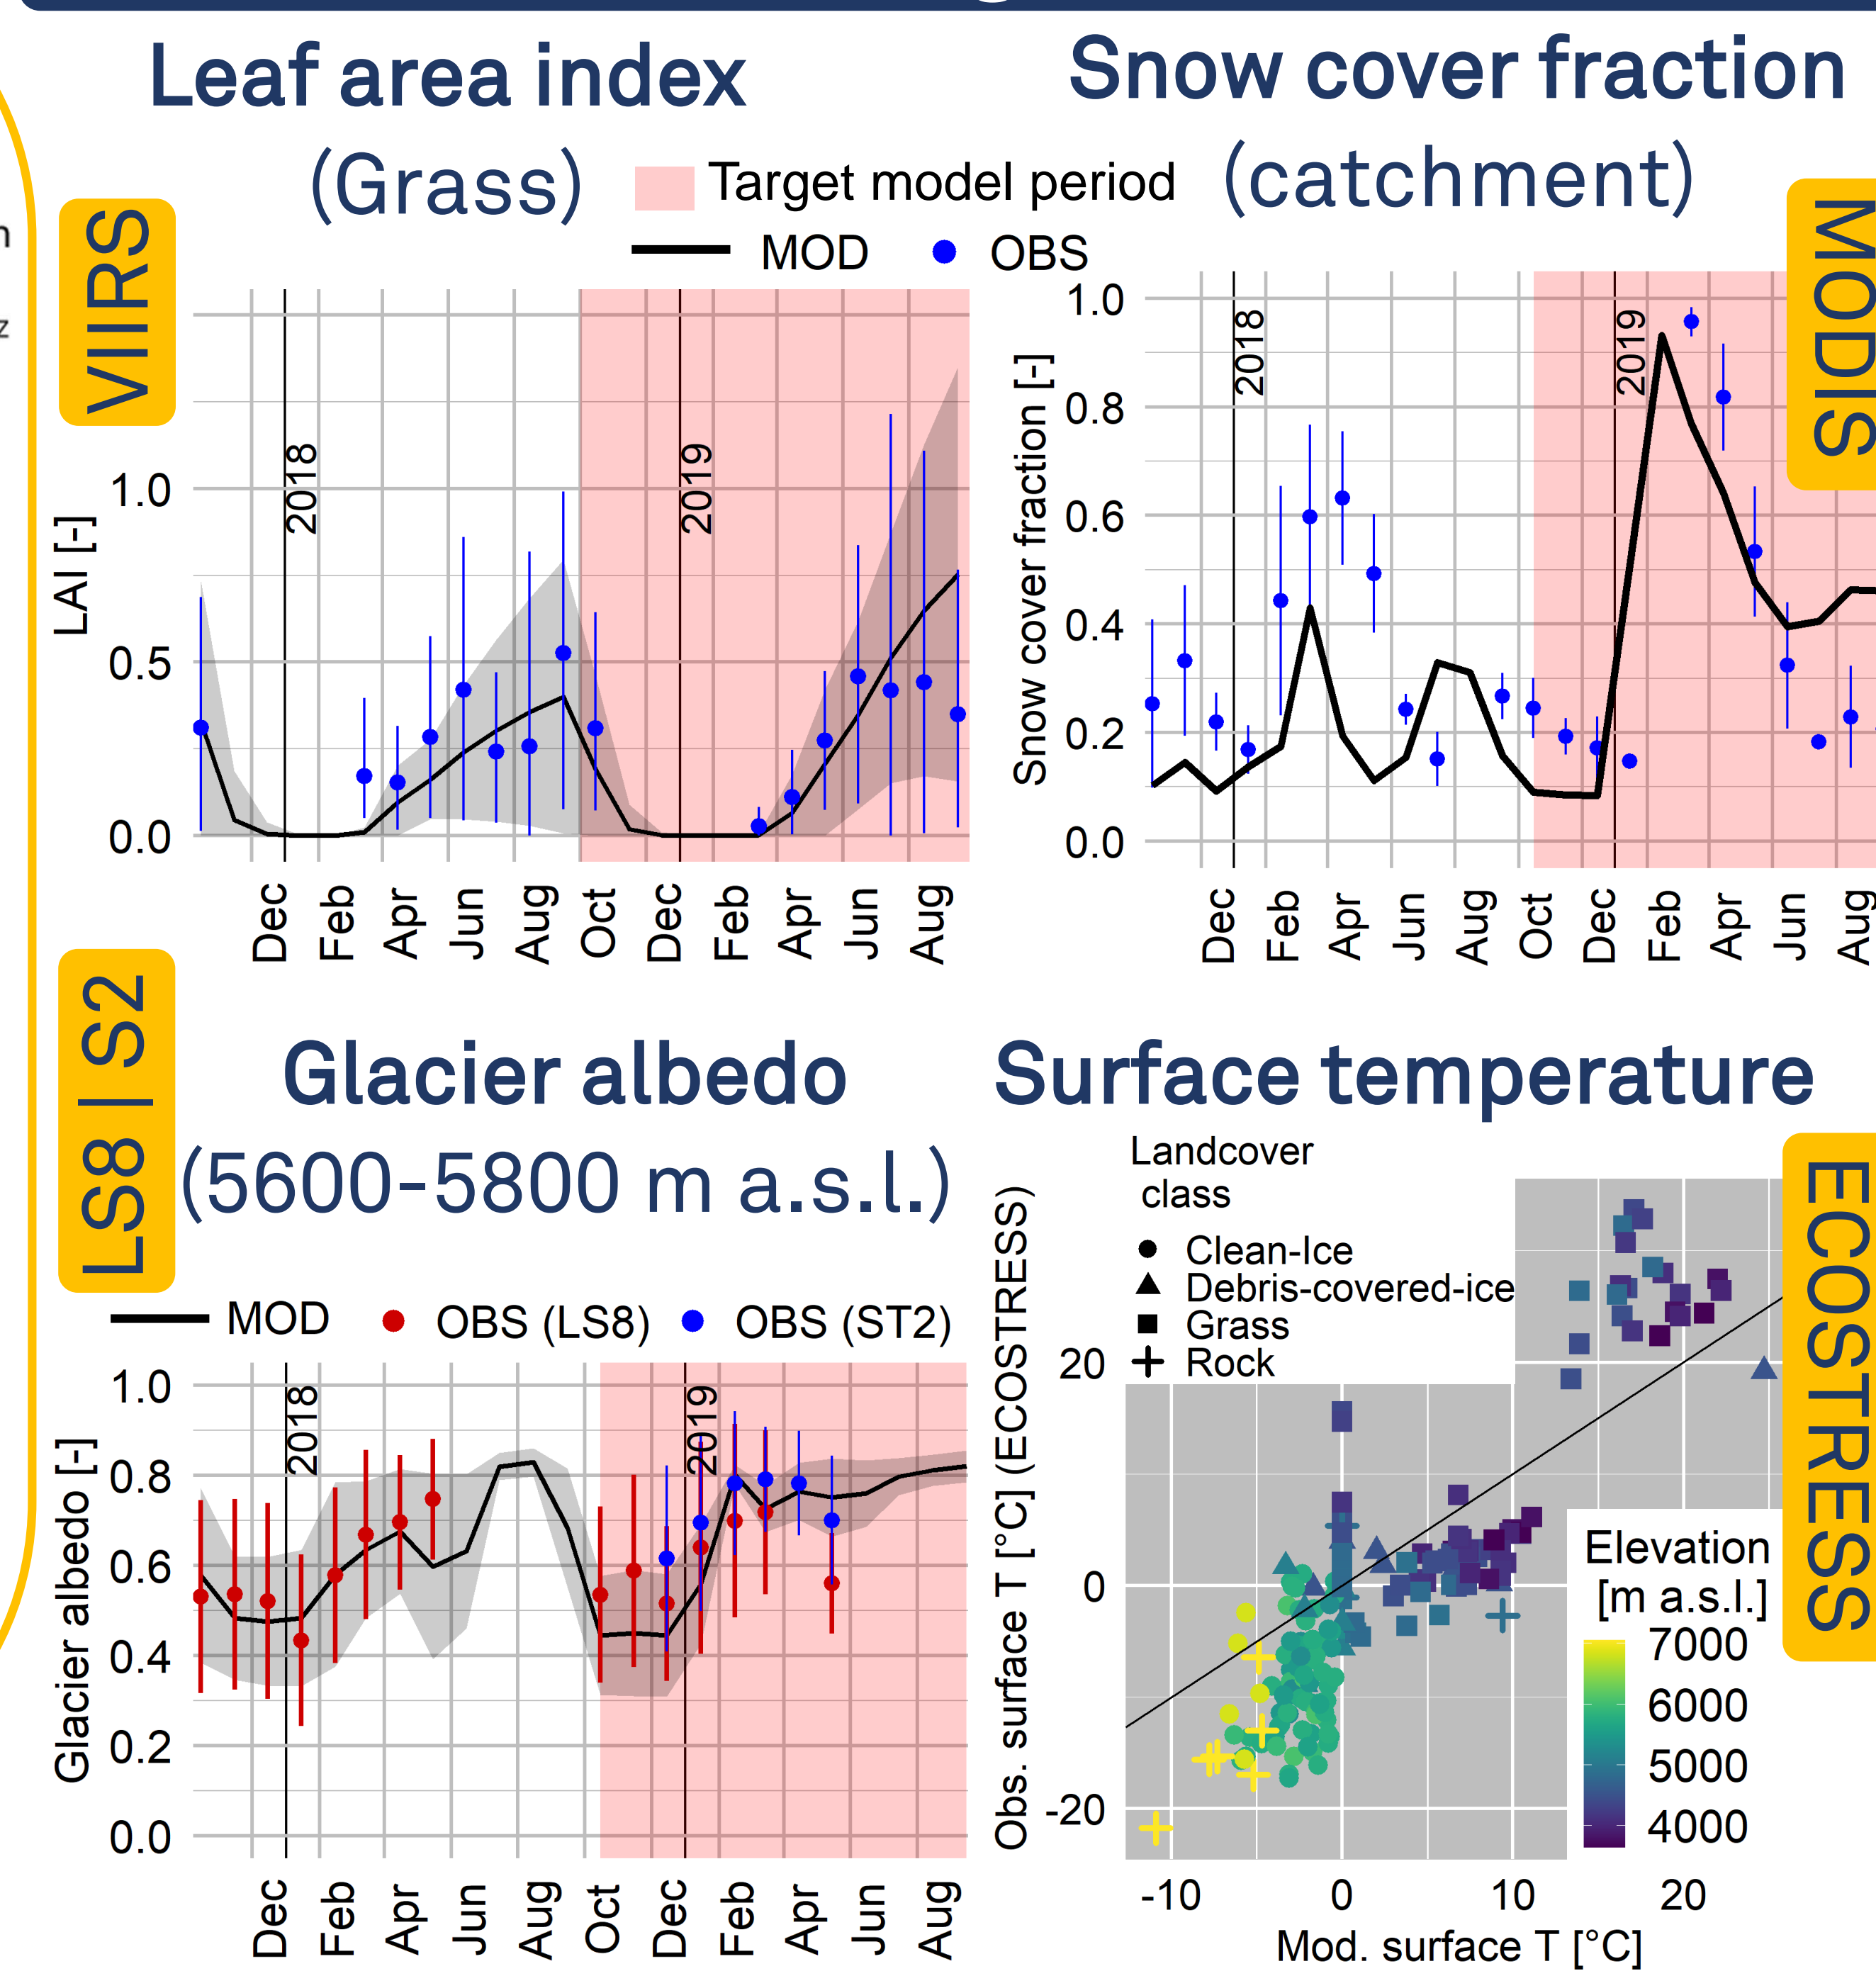 n
z
Leaf area index
(Grass)
Snow cover fraction
(catchment)
Target model period
MOD
OBS
VIIRS
LAI [-]
1.0
0.5
0.0
2018
2019
Dec
Feb
Apr
Jun
Aug
Oct
Dec
Feb
Apr
Jun
Aug
MODIS
Snow cover fraction [-]
1.0
0.8
0.6
0.4
0.2
0.0
2018
2019
Dec
Feb
Apr
Jun
Aug
Oct
Dec
Feb
Apr
Jun
Aug
LS8 | S2
Glacier albedo
(5600-5800 m a.s.l.)
MOD
OBS (LS8)
OBS (ST2)
Glacier albedo [-]
1.0
0.8
0.6
0.4
0.2
0.0
2018
2019
Dec
Feb
Apr
Jun
Aug
Oct
Dec
Feb
Apr
Jun
Aug
Surface temperature
ECOSTRESS
Landcover
class
Clean-Ice
Debris-covered-ice
Grass
Rock
Obs. surface T [°C] (ECOSTRESS)
20
0
-20
Elevation
[m a.s.l.]
7000
6000
5000
4000
-10
0
10
20
Mod. surface T [°C]